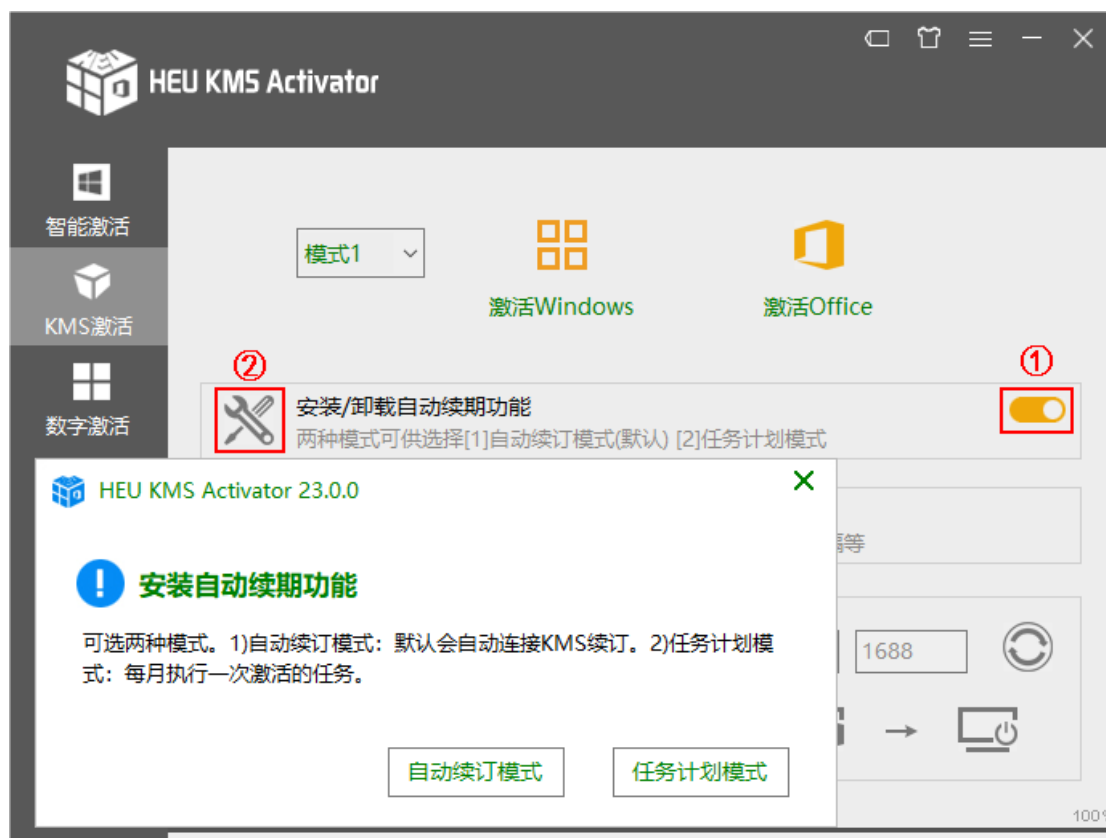 HEU KMS Activator
智能激活
KMS激活
数字激活
模式1
激活Windows
激活Office
②
①
安装/卸载自动续期功能
两种模式可供选择[1]自动续订模式(默认) [2]任务计划模式
HEU KMS Activator 23.0.0
安装自动续期功能
可选两种模式。1)自动续订模式：默认会自动连接KMS续订。2)任务计划模
式：每月执行一次激活的任务。
自动续订模式
任务计划模式
等
1688
100%